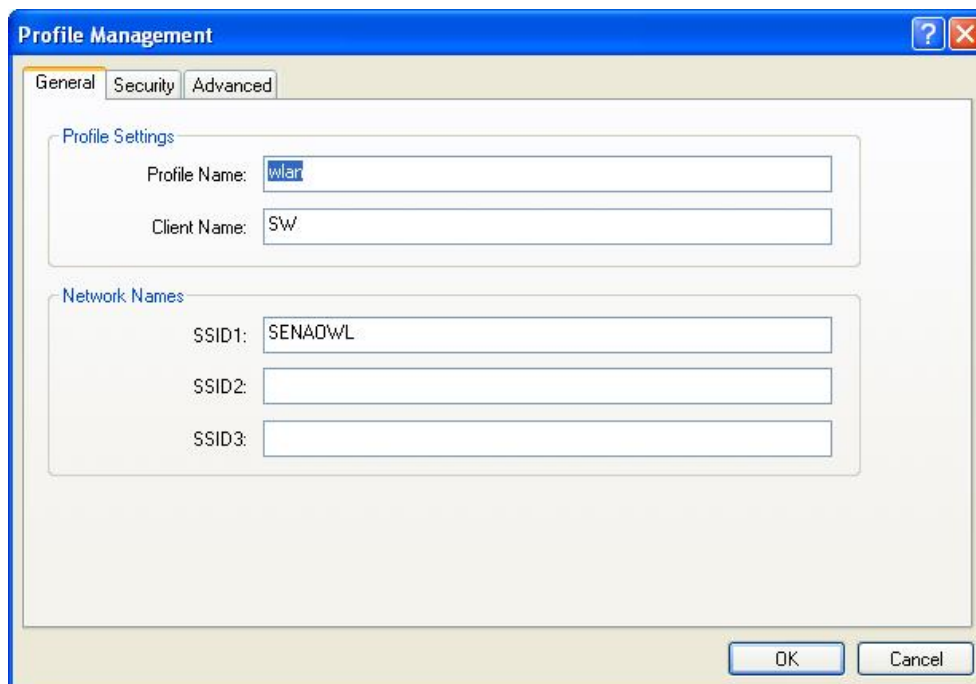 Profile Management
General Security Advanced
Profile Settings
Profile Name: wlan
Client Name: SW
Network Names
SSID1: SENAOWL
SSID2:
SSID3:
OK Cancel